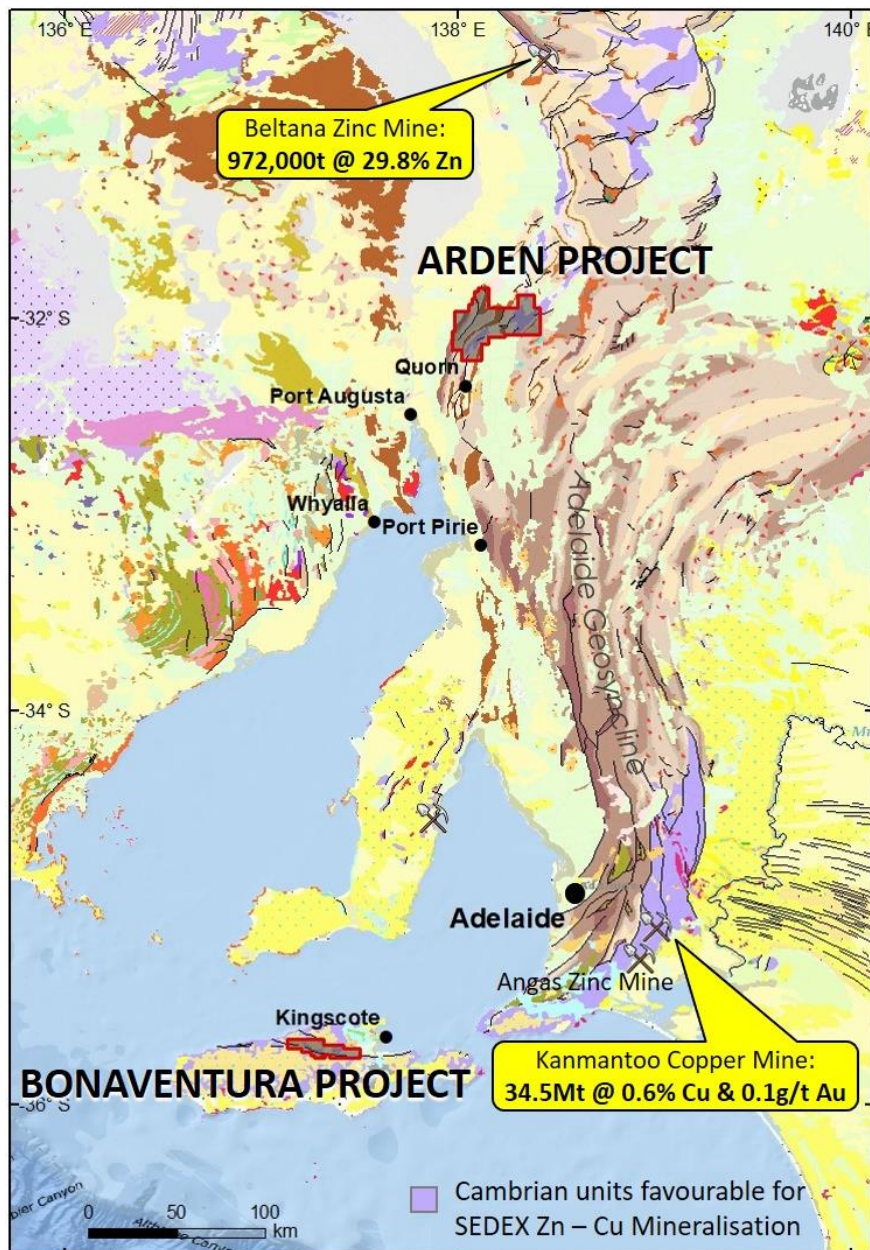 136° E
138° E
140° E
Beltana Zinc Mine:
972,000t @ 29.8% Zn
ARDEN PROJECT
-32° S
Quorn
Port Augusta
Whyalla
Port Pirie
Adelaide Geosyncline
-34° S
Adelaide
Angas Zinc Mine
Kingscote
Kanmantoo Copper Mine:
34.5Mt @ 0.6% Cu & 0.1g/t Au
BONAVENTURA PROJECT
-36° S
Cambrian units favourable for
SEDEX Zn – Cu Mineralisation
Canyon
0 50 100
km
Canyon